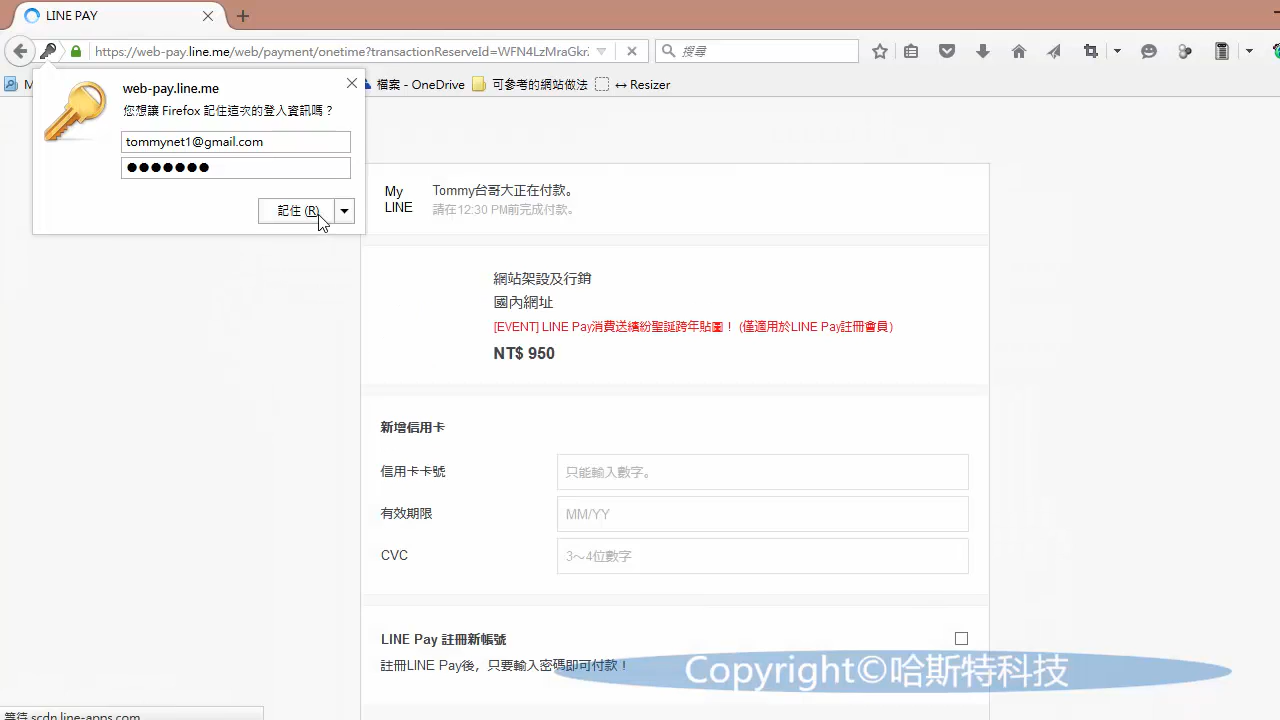 LINE PAY
https://web-pay.line.me/web/payment/onetime?transactionReserveId=WFN4LzMraGkr
搜尋
M
檔案 - OneDrive
可參考的網站做法
↔ Resizer
web-pay.line.me
您想讓 Firefox 記住這次的登入資訊嗎？
tommynet1@gmail.com
●●●●●●●
記住 (R)
My LINE
Tommy台哥大正在付款。
請在12:30 PM前完成付款。
網站架設及行銷
國內網址
[EVENT] LINE Pay消費送繽紛聖誕跨年貼圖！ (僅適用於LINE Pay註冊會員)
NT$ 950
新增信用卡
信用卡卡號
只能輸入數字。
有效期限
MM/YY
CVC
3～4位數字
LINE Pay 註冊新帳號
註冊LINE Pay後，只要輸入密碼即可付款！
Copyright©哈斯特科技
等待 scdn.line-apps.com